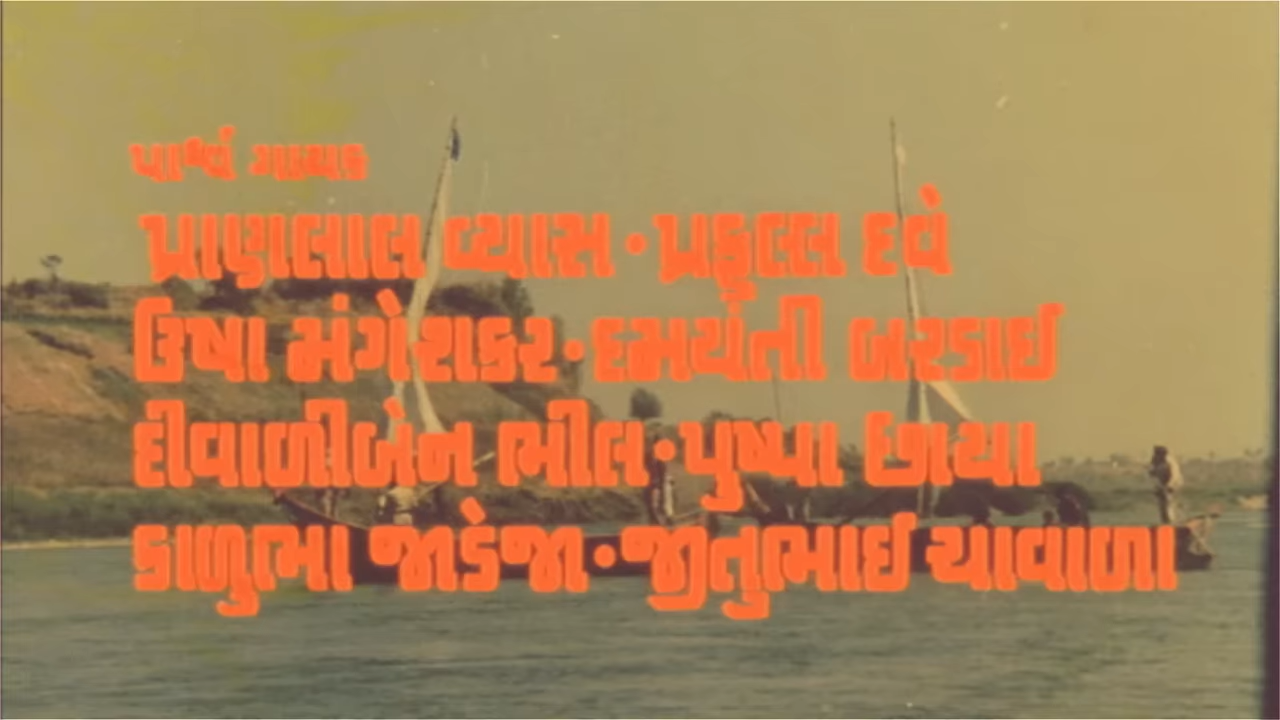 પાર્શ્વ ગાયક
પ્રાણલાલ વ્યાસ • પ્રફુલ્લ દવે
ઉષા મંગેશકર • દમયંતી બરડાઈ
દીવાળીબેન ભીલ • પુષ્પા છાયા
કાળુભા જાડેજા • જીતુભાઈ ચાવાળા